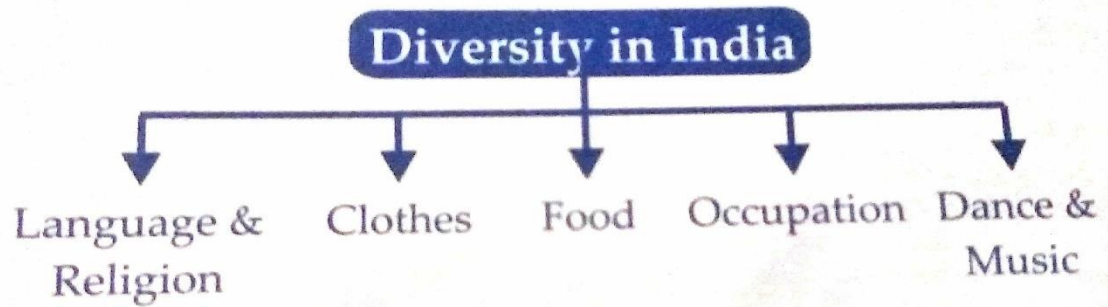 Diversity in India
Language &
Religion
Clothes
Food
Occupation
Dance &
Music